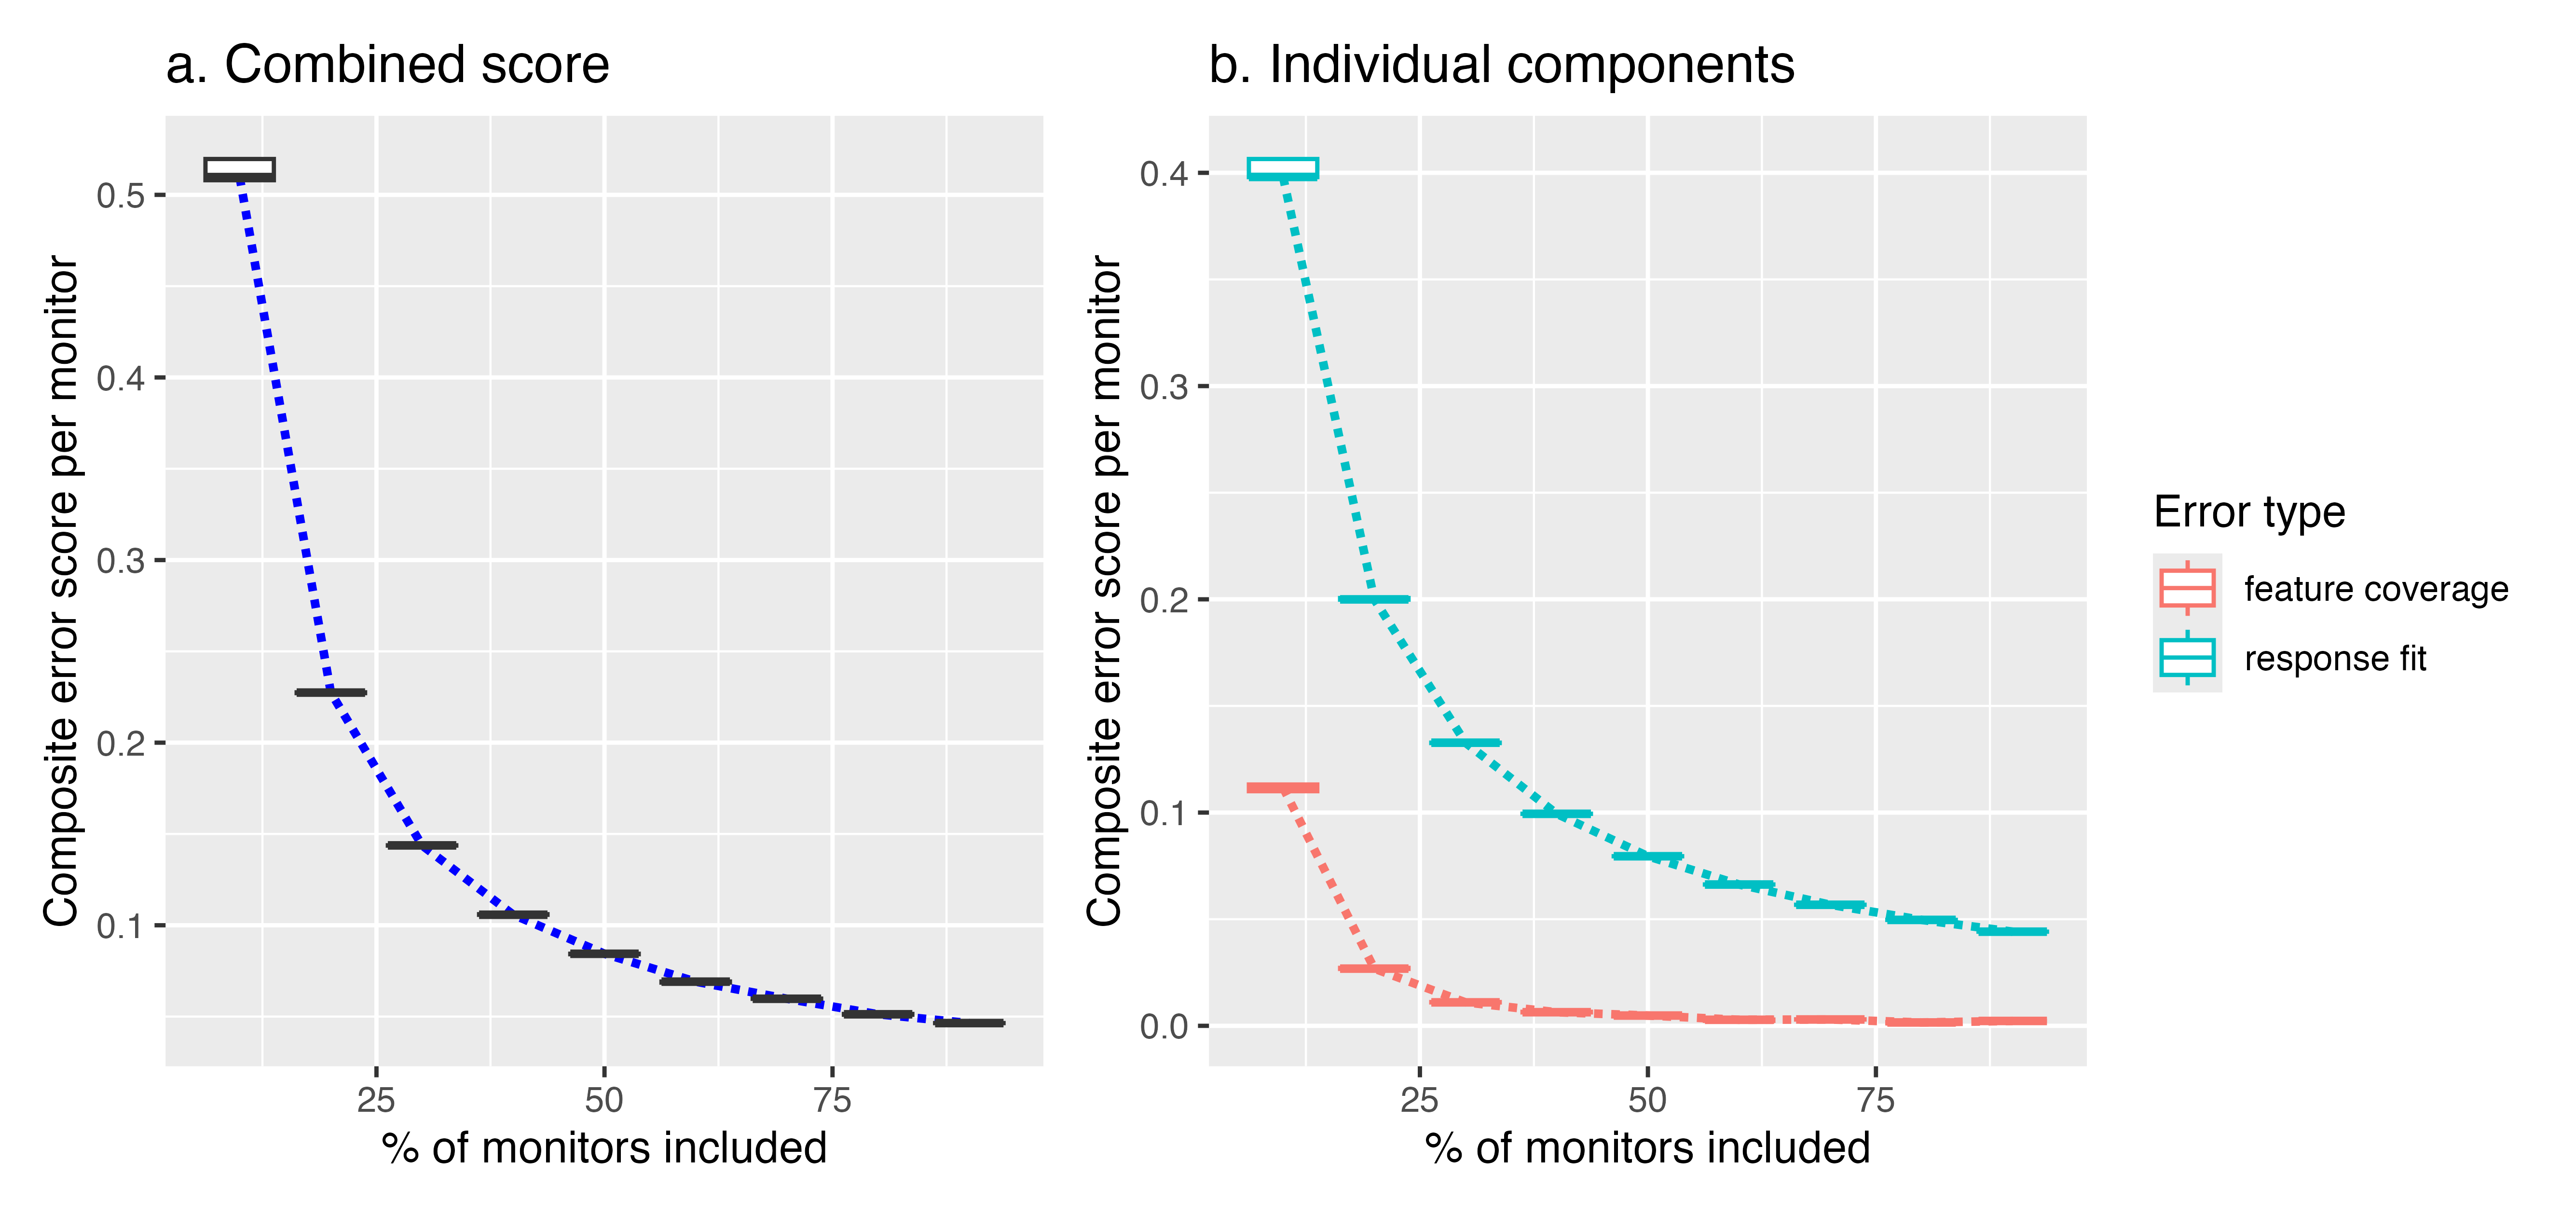 a. Combined score
Composite error score per monitor
0.5
0.4
0.3
0.2
0.1
25 50 75
% of monitors included
b. Individual components
Composite error score per monitor
0.4
0.3
0.2
0.1
0.0
25 50 75
% of monitors included
Error type
feature coverage
response fit